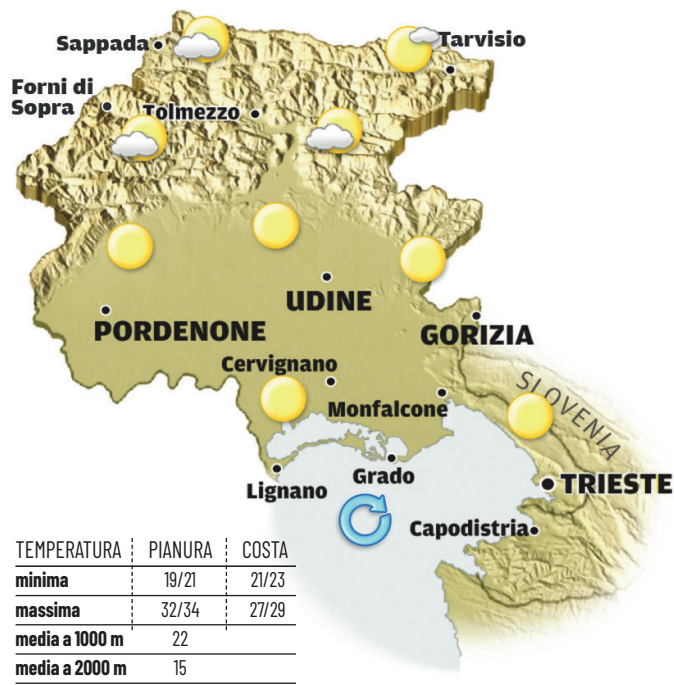 Sappada
Tarvisio
Forni di
Sopra
Tolmezzo
UDINE
PORDENONE
GORIZIA
Cervignano
SLOVENIA
Monfalcone
Grado
Lignano
TRIESTE
Capodistria
TEMPERATURA PIANURA COSTA
minima 19/21 21/23
massima 32/34 27/29
media a 1000 m 22
media a 2000 m 15